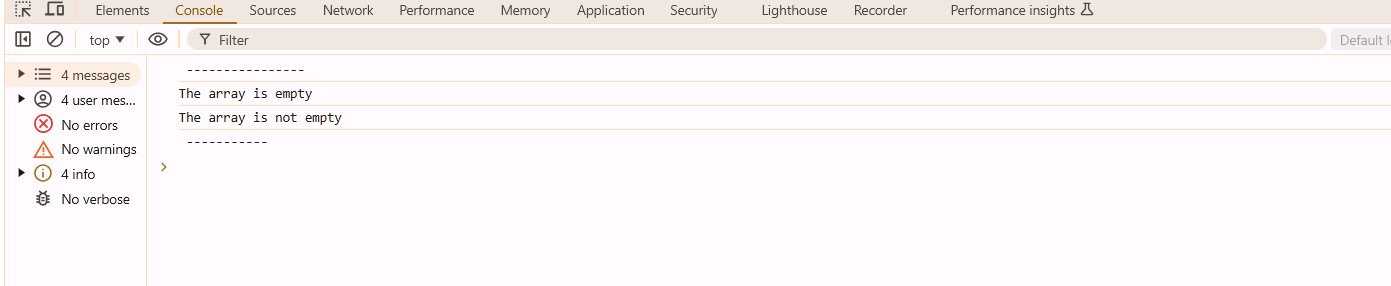 Elements Console Sources Network Performance Memory Application Security Lighthouse Recorder Performance insights
top Filter Default
4 messages
4 user mes...
No errors
No warnings
4 info
No verbose
----------------
The array is empty
The array is not empty
-----------